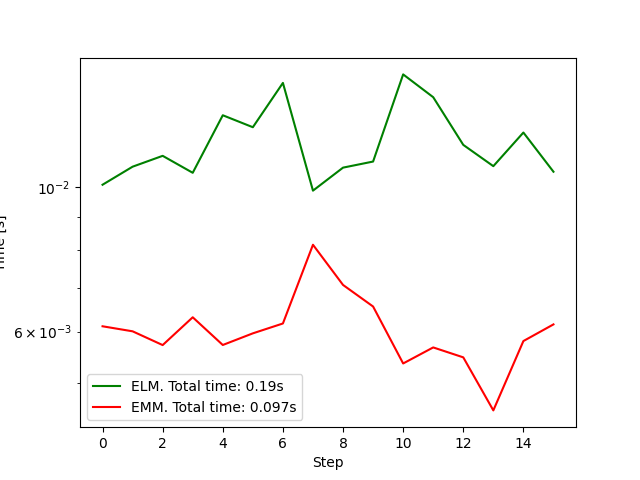 10⁻²
6 × 10⁻³
[s]
ELM. Total time: 0.19s
EMM. Total time: 0.097s
0 2 4 6 8 10 12 14
Step